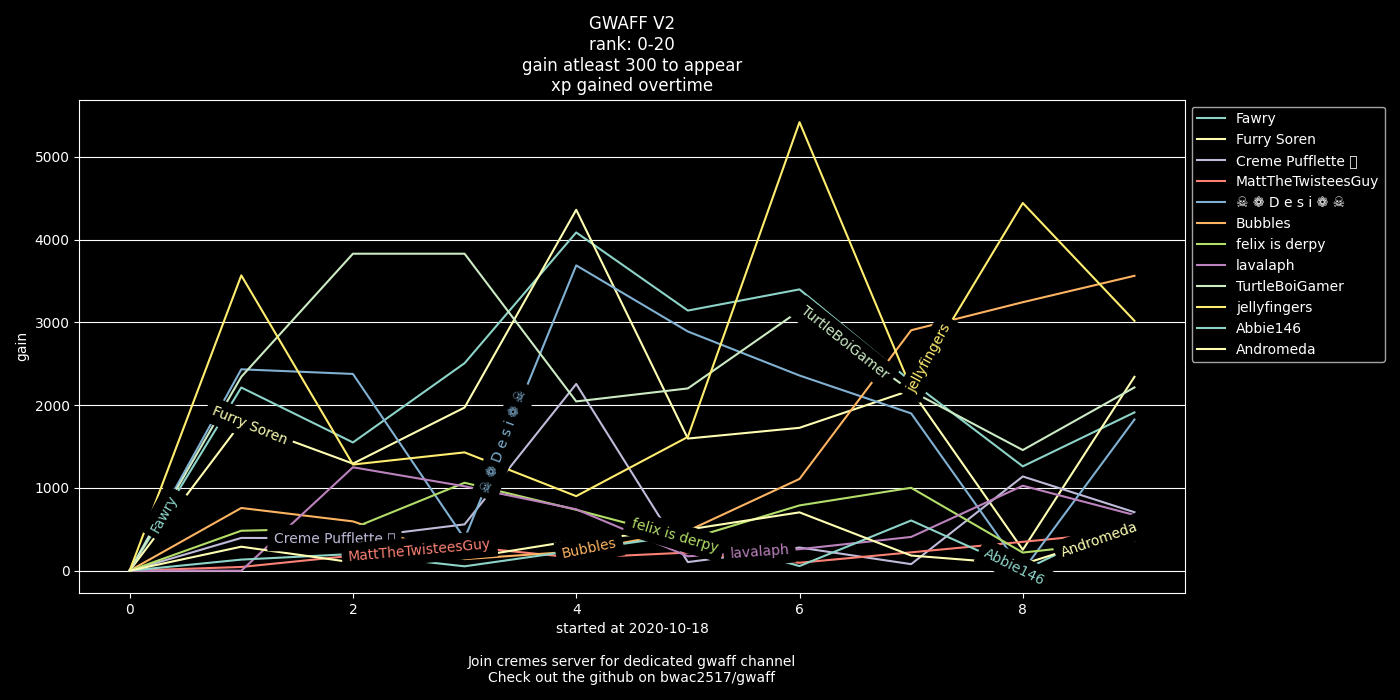 GWAFF V2
rank: 0-20
gain atleast 300 to appear
xp gained overtime
gain
5000
4000
3000
2000
1000
0
0 2 4 6 8
started at 2020-10-18
Join cremes server for dedicated gwaff channel
Check out the github on bwac2517/gwaff
Fawry
Furry Soren
Creme Pufflette
MattTheTwisteesGuy
☠ ❁ D e s i ❁ ☠
Bubbles
felix is derpy
lavalaph
TurtleBoiGamer
jellyfingers
Abbie146
Andromeda
Fawry
Furry Soren
Creme Pufflette
MattTheTwisteesGuy
☠ ❁ D e s i ❁ ☠
Bubbles
felix is derpy
lavalaph
TurtleBoiGamer
jellyfingers
Abbie146
Andromeda